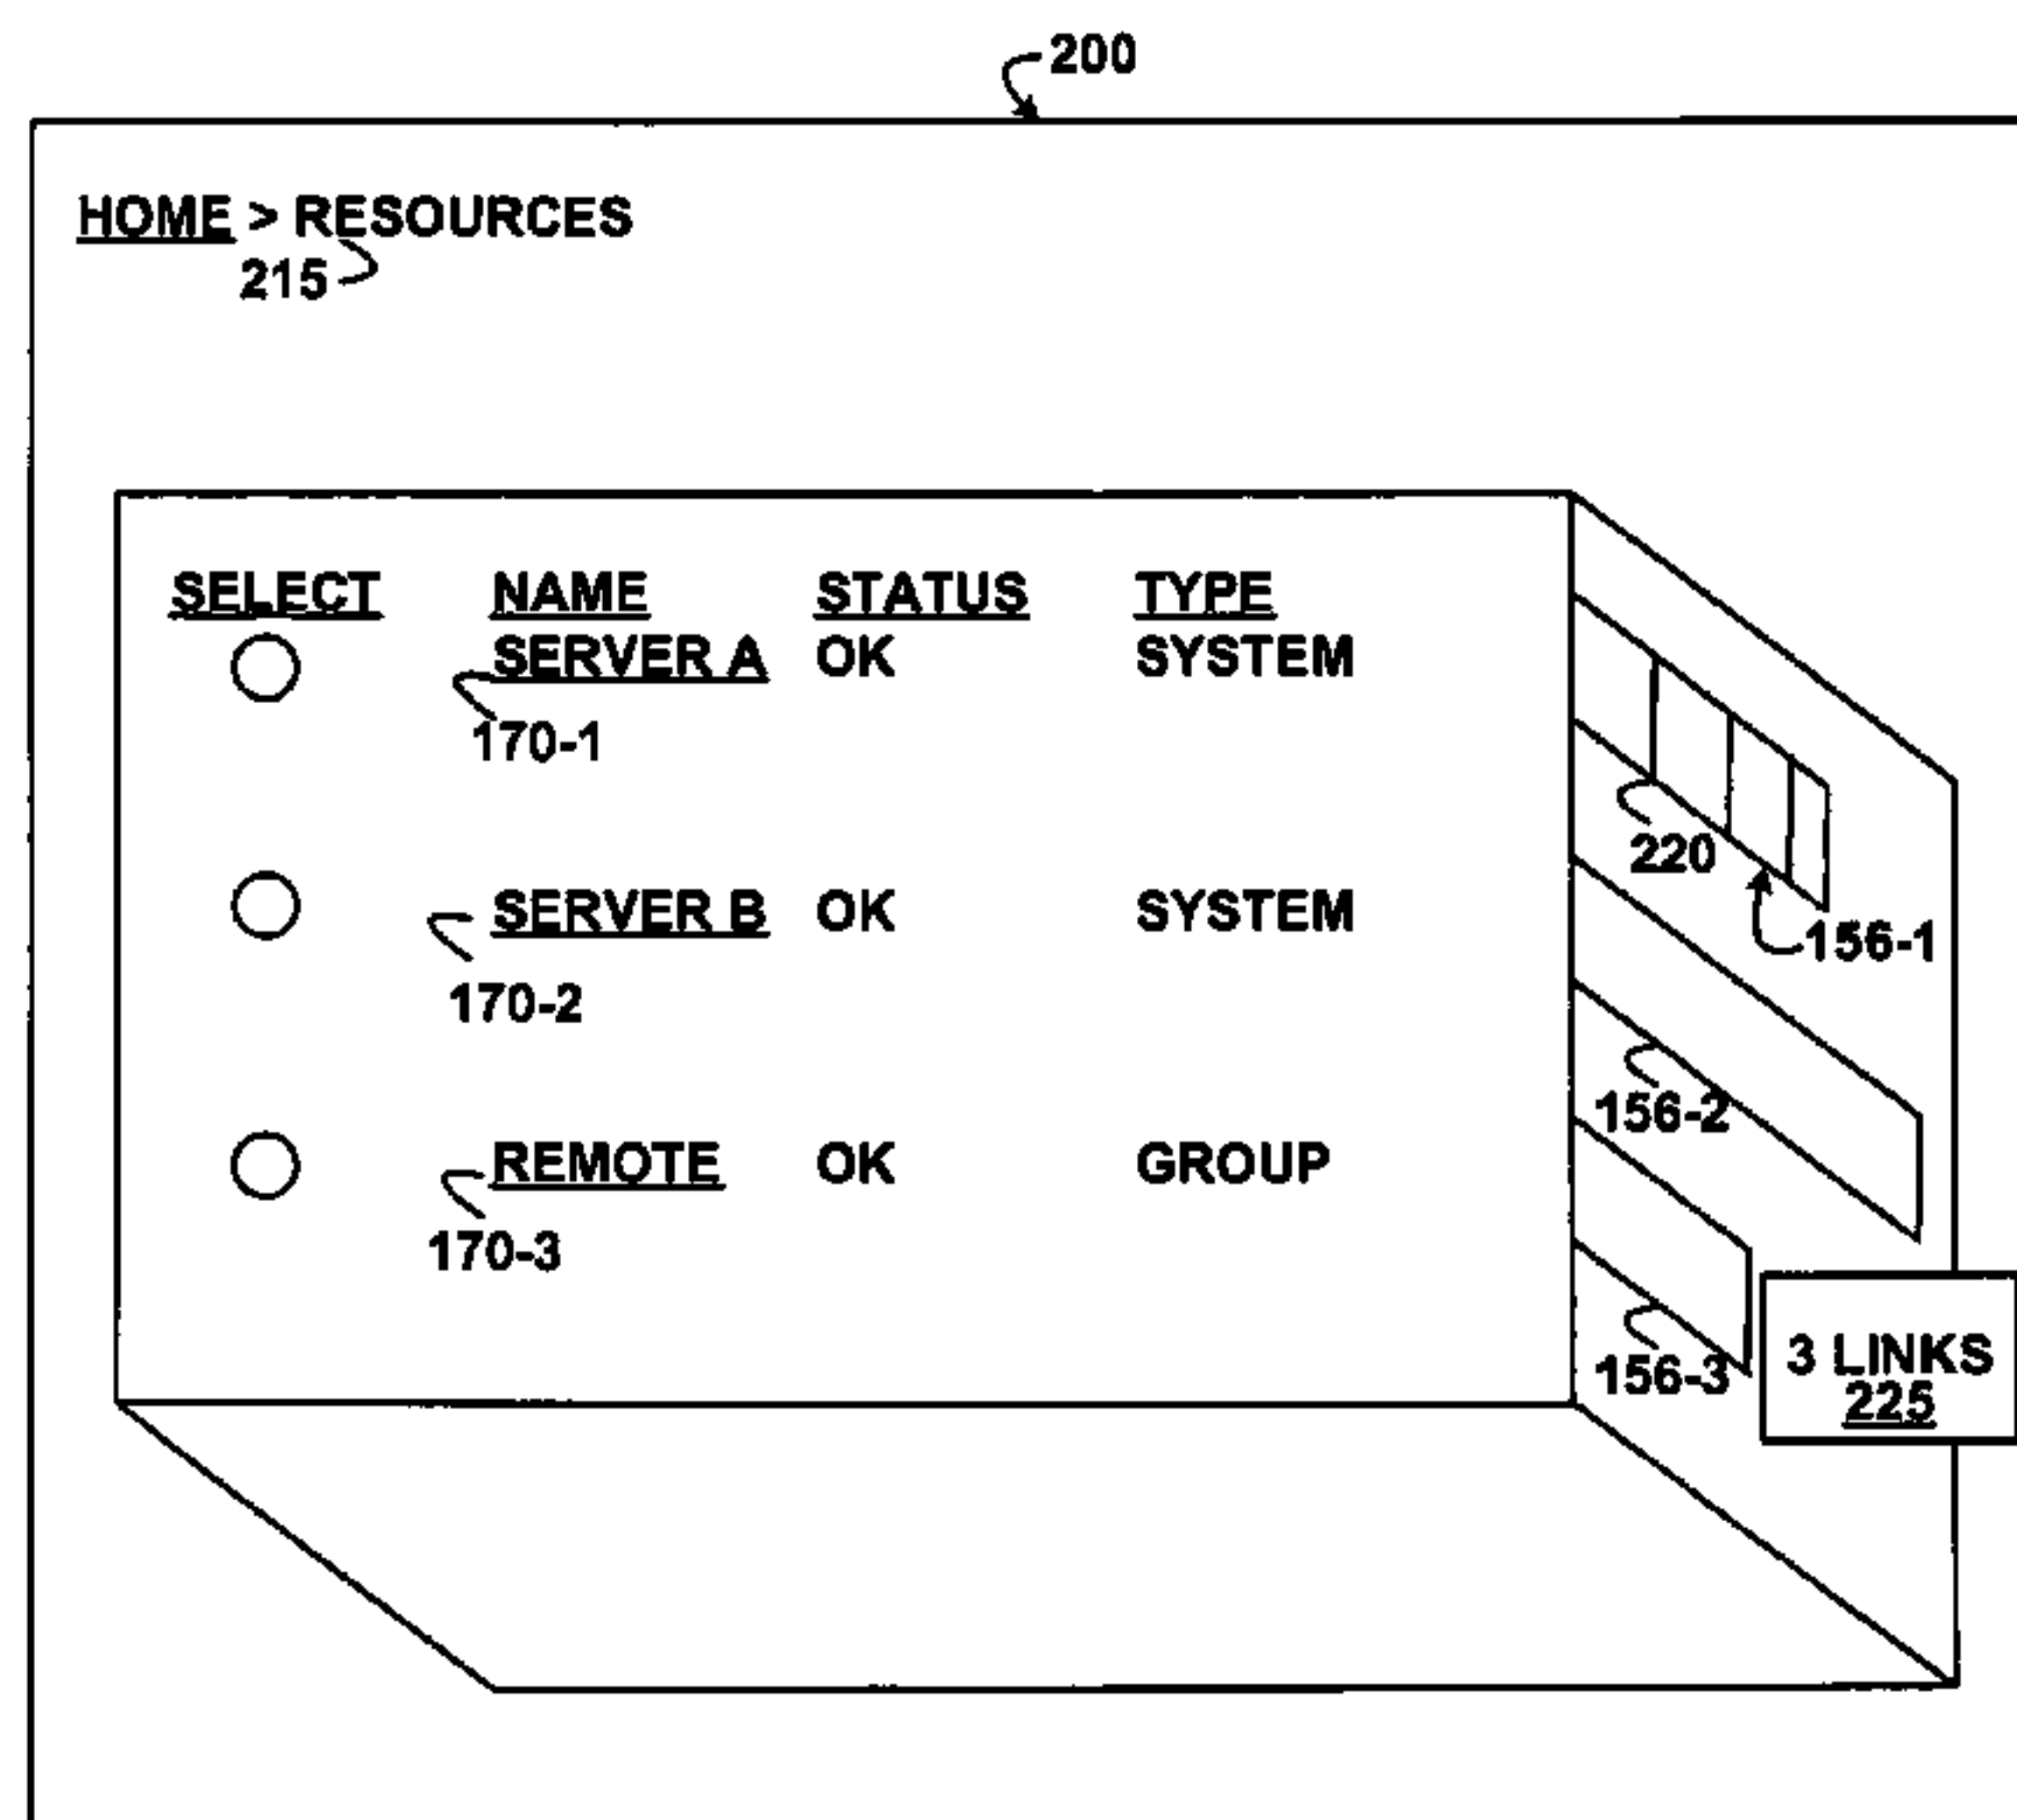 200
HOME > RESOURCES
215
SELECT NAME STATUS TYPE
SERVER A OK SYSTEM
170-1
220
SERVER B OK SYSTEM
156-1
170-2
156-2
REMOTE OK GROUP
170-3
3 LINKS
156-3
225